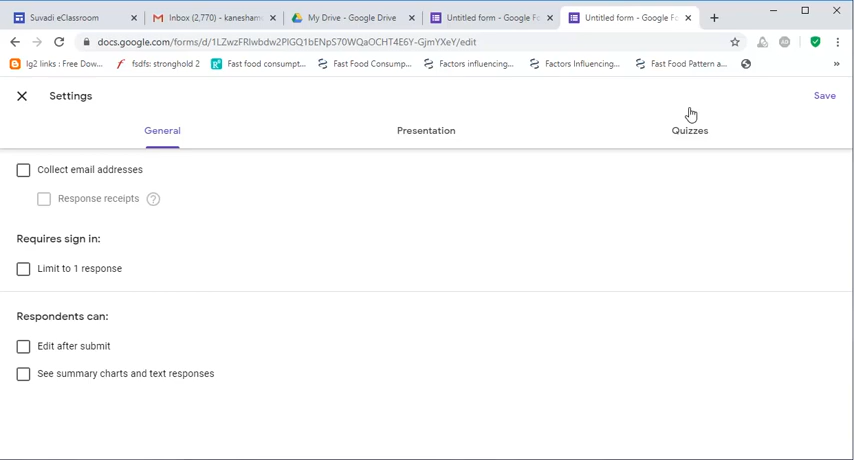 Suvadi eClassroom
Inbox (2,770) - kanesham
My Drive - Google Drive
Untitled form - Google Fo
Untitled form - Google Fo
docs.google.com/forms/d/1LZwzFRlwbdw2PlGQ1bENpS70WQaOCHT4E6Y-GjmYXeY/edit
lg2 links : Free Dow...
fsdfs: stronghold 2
Fast food consumpt...
Fast Food Consump...
Factors influencing...
Factors Influencing...
Fast Food Pattern a...
»
Settings
Save
General
Presentation
Quizzes
Collect email addresses
Response receipts ?
Requires sign in:
Limit to 1 response
Respondents can:
Edit after submit
See summary charts and text responses